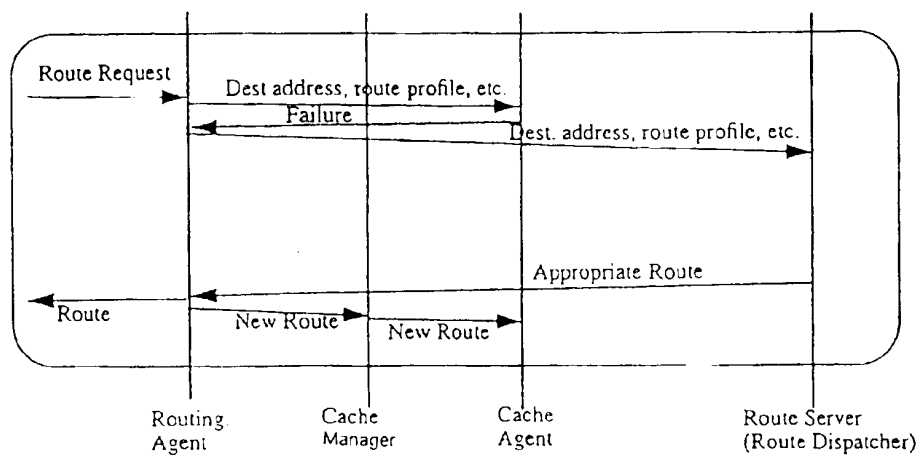 Route Request
Dest address, route profile, etc.
Failure
Dest. address, route profile, etc.
Appropriate Route
Route
New Route
New Route
Routing
Agent
Cache
Manager
Cache
Agent
Route Server
(Route Dispatcher)